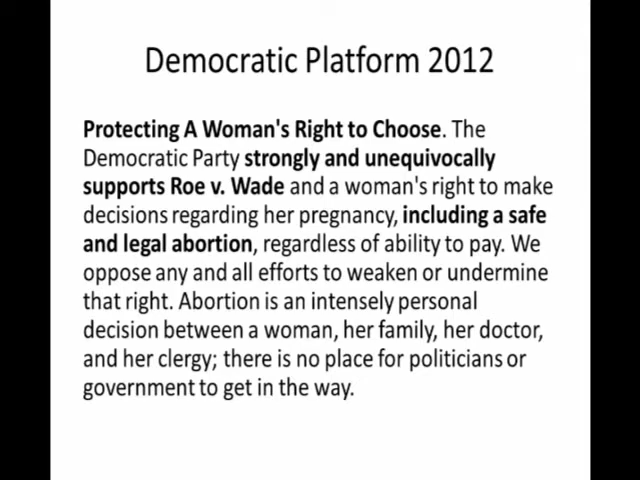 Democratic Platform 2012
Protecting A Woman's Right to Choose. The
Democratic Party strongly and unequivocally
supports Roe v. Wade and a woman's right to make
decisions regarding her pregnancy, including a safe
and legal abortion, regardless of ability to pay. We
oppose any and all efforts to weaken or undermine
that right. Abortion is an intensely personal
decision between a woman, her family, her doctor,
and her clergy; there is no place for politicians or
government to get in the way.